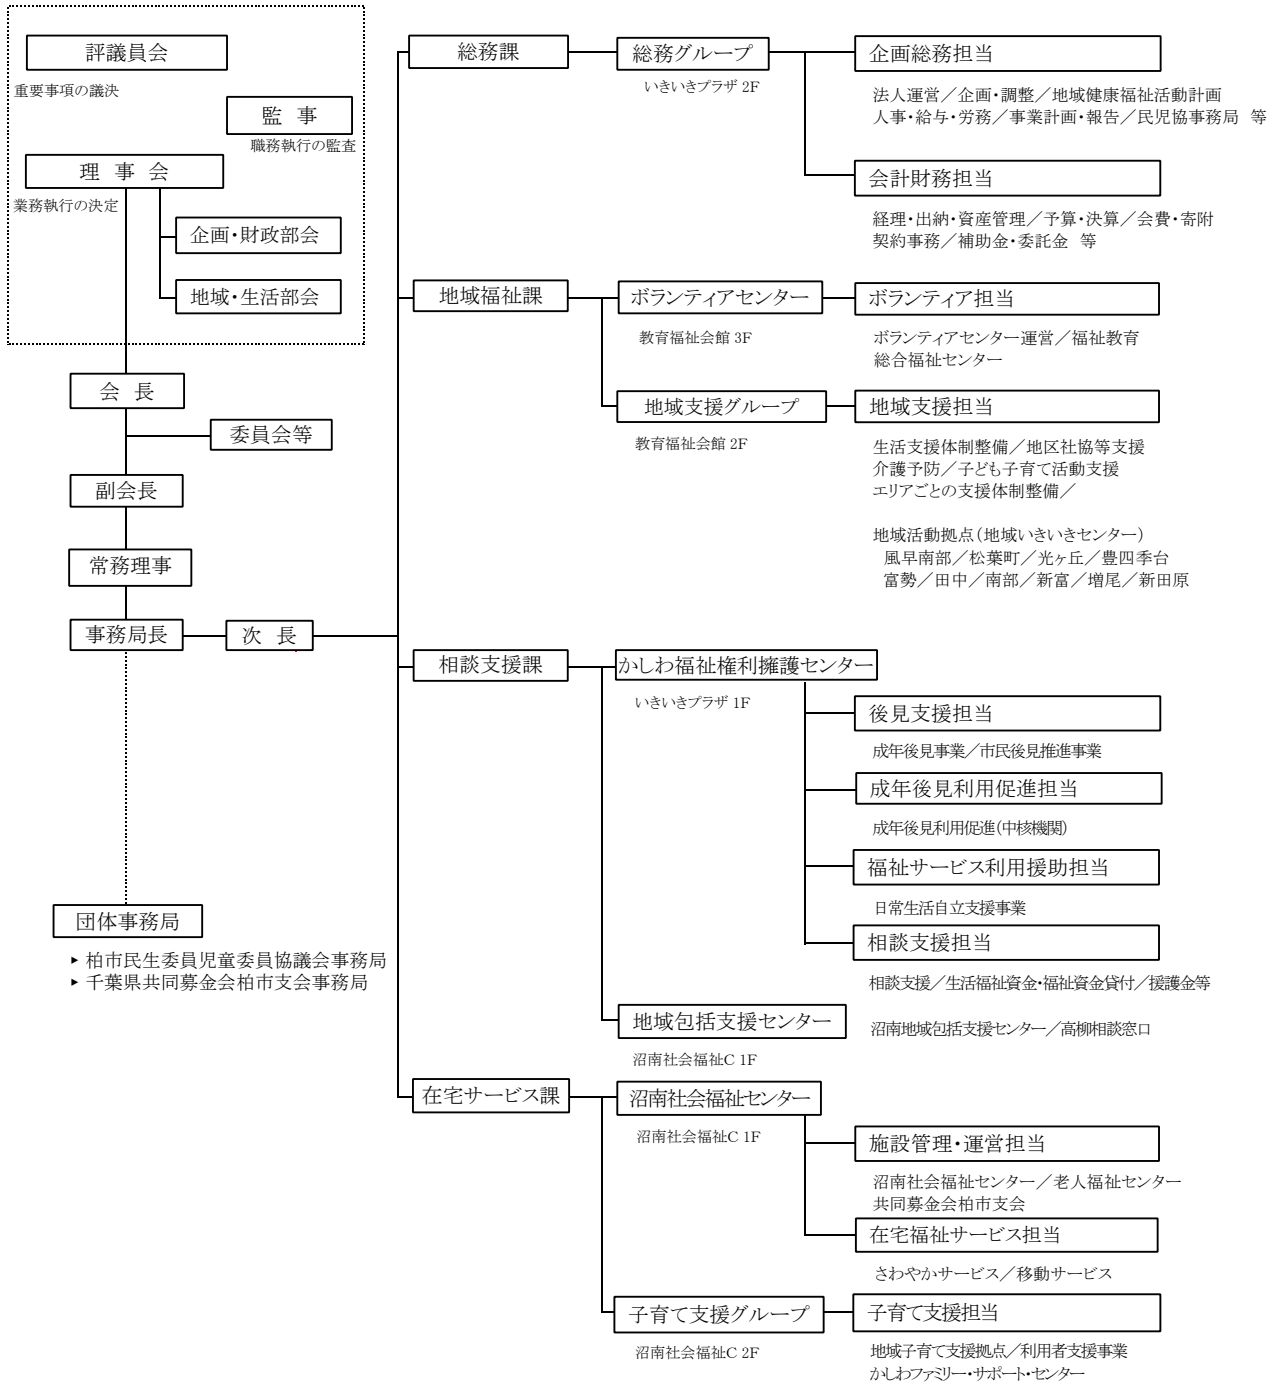 評議員会
重要事項の議決
監 事
職務執行の監査
理 事 会
業務執行の決定
企画・財政部会
地域・生活部会
会 長
委員会等
副会長
常務理事
事務局長
次 長
団体事務局
▸ 柏市民生委員児童委員協議会事務局
▸ 千葉県共同募金会柏市支会事務局
総務課
総務グループ
いきいきプラザ 2F
企画総務担当
法人運営／企画・調整／地域健康福祉活動計画
人事・給与・労務／事業計画・報告／民児協事務局 等
会計財務担当
経理・出納・資産管理／予算・決算／会費・寄附
契約事務／補助金・委託金 等
地域福祉課
ボランティアセンター
教育福祉会館 3F
ボランティア担当
ボランティアセンター運営／福祉教育
総合福祉センター
地域支援グループ
教育福祉会館 2F
地域支援担当
生活支援体制整備／地区社協等支援
介護予防／子ども子育て活動支援
エリアごとの支援体制整備／
地域活動拠点（地域いきいきセンター）
風早南部／松葉町／光ヶ丘／豊四季台
富勢／田中／南部／新富／増尾／新田原
相談支援課
かしわ福祉権利擁護センター
いきいきプラザ 1F
後見支援担当
成年後見事業／市民後見推進事業
成年後見利用促進担当
成年後見利用促進（中核機関）
福祉サービス利用援助担当
日常生活自立支援事業
相談支援担当
相談支援／生活福祉資金・福祉資金貸付／援護金等
地域包括支援センター
沼南社会福祉C 1F
沼南地域包括支援センター／高柳相談窓口
在宅サービス課
沼南社会福祉センター
沼南社会福祉C 1F
施設管理・運営担当
沼南社会福祉センター／老人福祉センター
共同募金会柏市支会
在宅福祉サービス担当
さわやかサービス／移動サービス
子育て支援グループ
沼南社会福祉C 2F
子育て支援担当
地域子育て支援拠点／利用者支援事業
かしわファミリー・サポート・センター